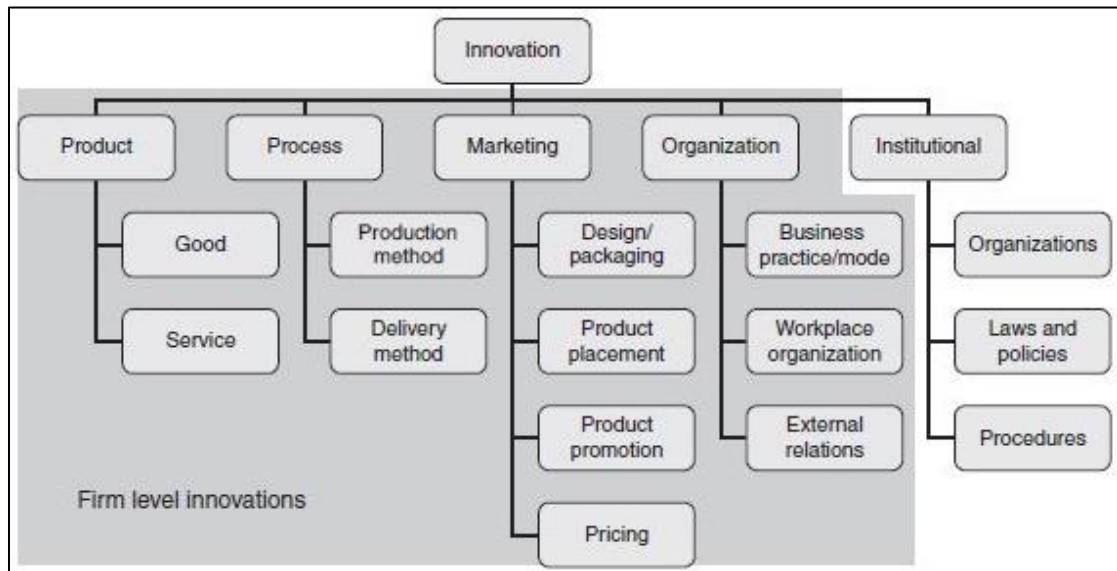 Innovation
Product
Process
Marketing
Organization
Institutional
Good
Production
method
Design/
packaging
Business
practice/mode
Organizations
Service
Delivery
method
Product
placement
Workplace
organization
Laws and
policies
Product
promotion
External
relations
Procedures
Firm level innovations
Pricing